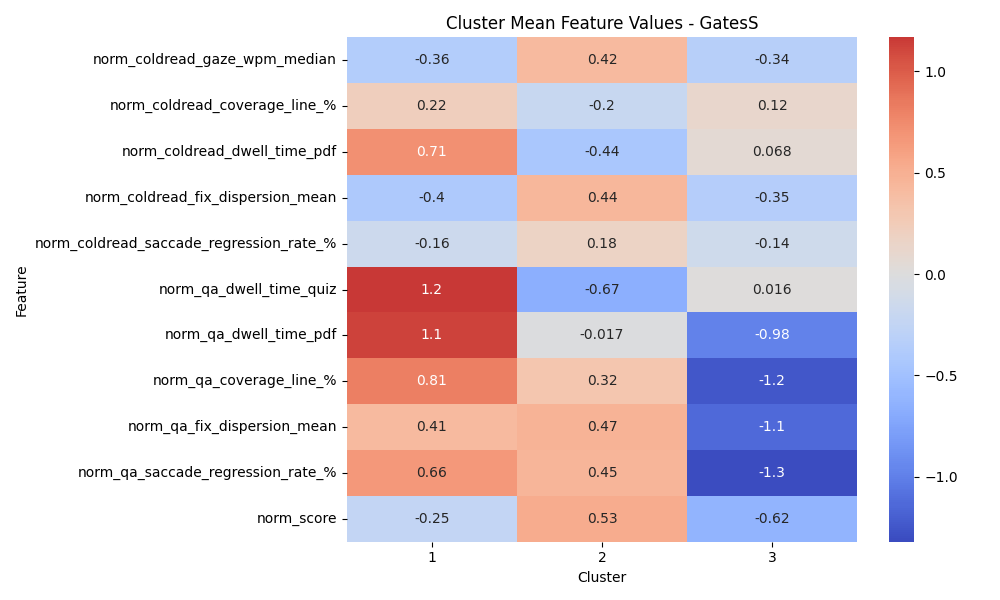 Cluster Mean Feature Values - GatesS
norm_coldread_gaze_wpm_median -0.36 0.42 -0.34
norm_coldread_coverage_line_% 0.22 -0.2 0.12
norm_coldread_dwell_time_pdf 0.71 -0.44 0.068
norm_coldread_fix_dispersion_mean -0.4 0.44 -0.35
norm_coldread_saccade_regression_rate_% -0.16 0.18 -0.14
norm_qa_dwell_time_quiz 1.2 -0.67 0.016
norm_qa_dwell_time_pdf 1.1 -0.017 -0.98
norm_qa_coverage_line_% 0.81 0.32 -1.2
norm_qa_fix_dispersion_mean 0.41 0.47 -1.1
norm_qa_saccade_regression_rate_% 0.66 0.45 -1.3
norm_score -0.25 0.53 -0.62
1 2 3
Cluster
Feature
1.0
0.5
0.0
−0.5
−1.0